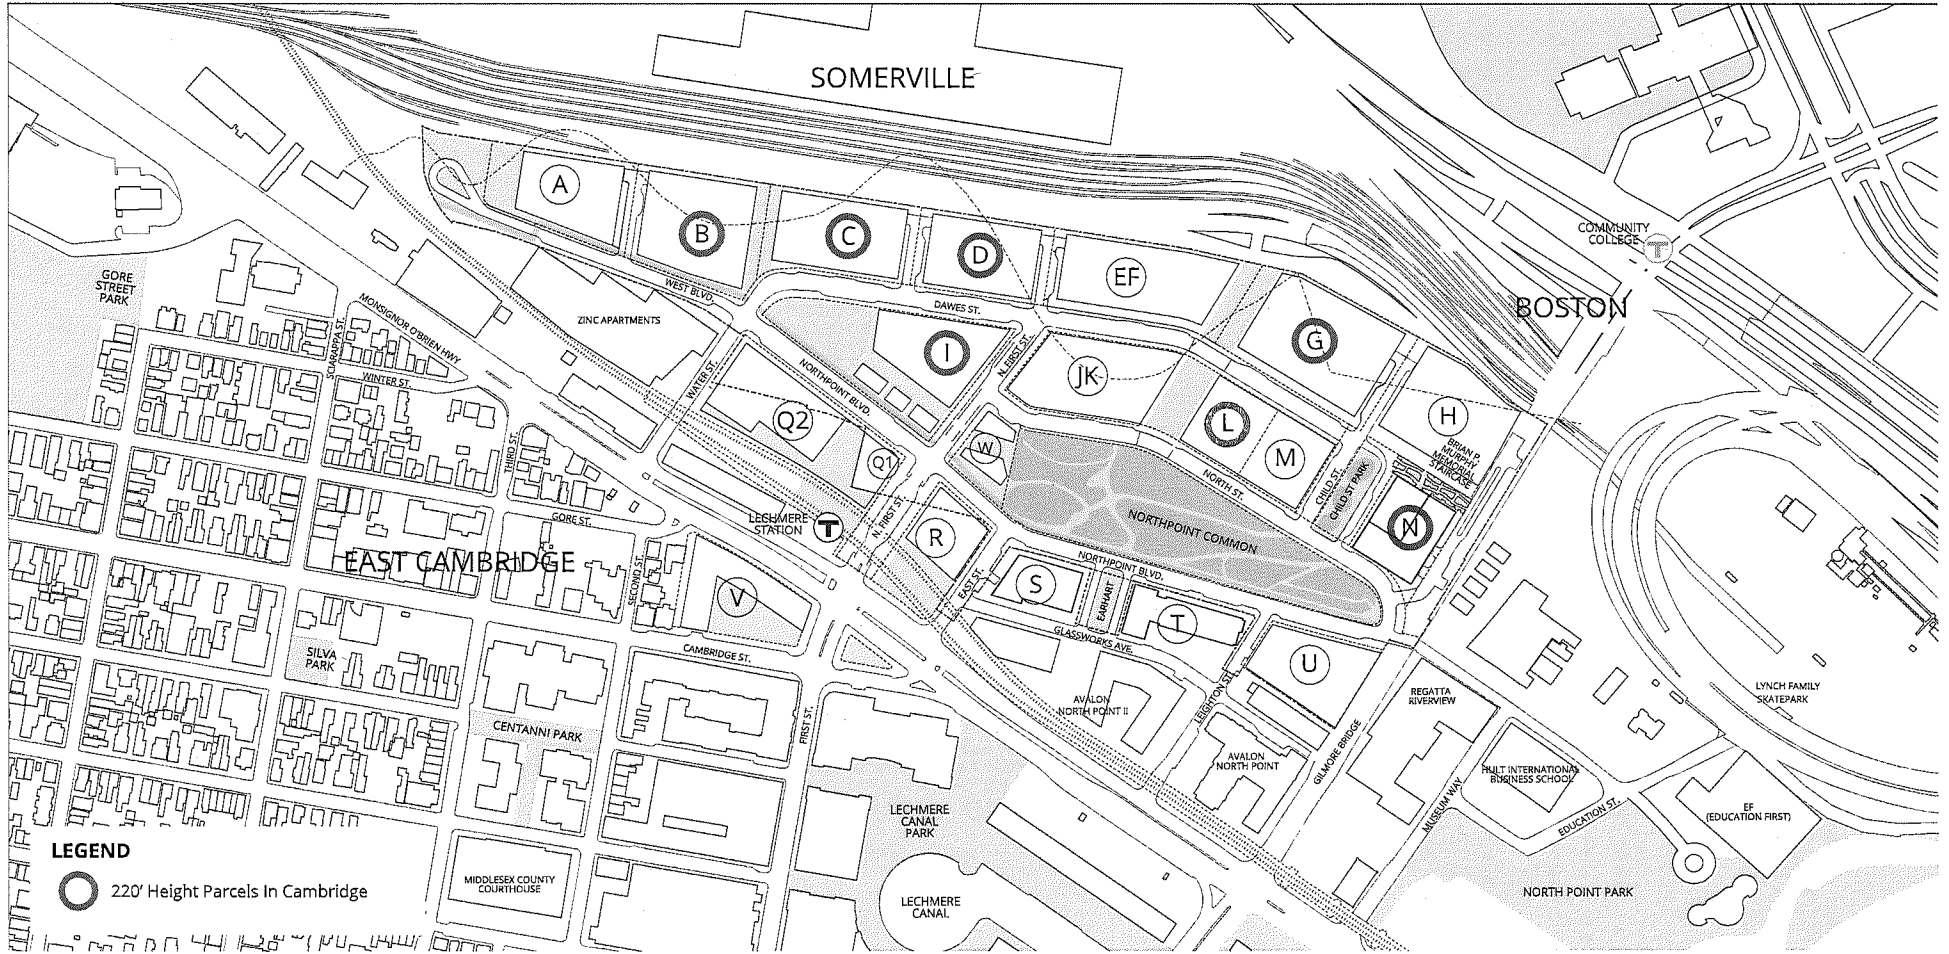 SOMERVILLE
COMMUNITY
COLLEGE
T
BOSTON
GORE
STREET
PARK
A
B
C
D
EF
G
H
I
JK
L
M
N
Q2
Q1
W
R
S
T
U
V
WEST BLVD.
DAWES ST.
ZINC APARTMENTS
MONSIGNOR O'BRIEN HWY
SCIARAPPA ST.
WINTER ST.
WATER ST.
NORTHPOINT BLVD.
N. FIRST ST.
THIRD ST.
NORTH ST.
CHILD ST.
CHILD ST PARK
BRIAN P.
MURPHY
MEMORIAL
STAIRCASE
NORTHPOINT COMMON
LECHMERE
STATION
T
N. FIRST ST.
GORE ST.
EAST CAMBRIDGE
SECOND ST.
EAST ST.
NORTHPOINT BLVD.
EARHART
GLASSWORKS AVE.
CAMBRIDGE ST.
SILVA
PARK
LEIGHTON ST.
AVALON
NORTH POINT II
REGATTA
RIVERVIEW
LYNCH FAMILY
SKATEPARK
CENTANNI PARK
FIRST ST.
AVALON
NORTH POINT
GILMORE BRIDGE
MUSEUM WAY
HULT INTERNATIONAL
BUSINESS SCHOOL
EDUCATION ST.
EF
(EDUCATION FIRST)
LECHMERE
CANAL
PARK
LEGEND
220' Height Parcels In Cambridge
MIDDLESEX COUNTY
COURTHOUSE
LECHMERE
CANAL
NORTH POINT PARK